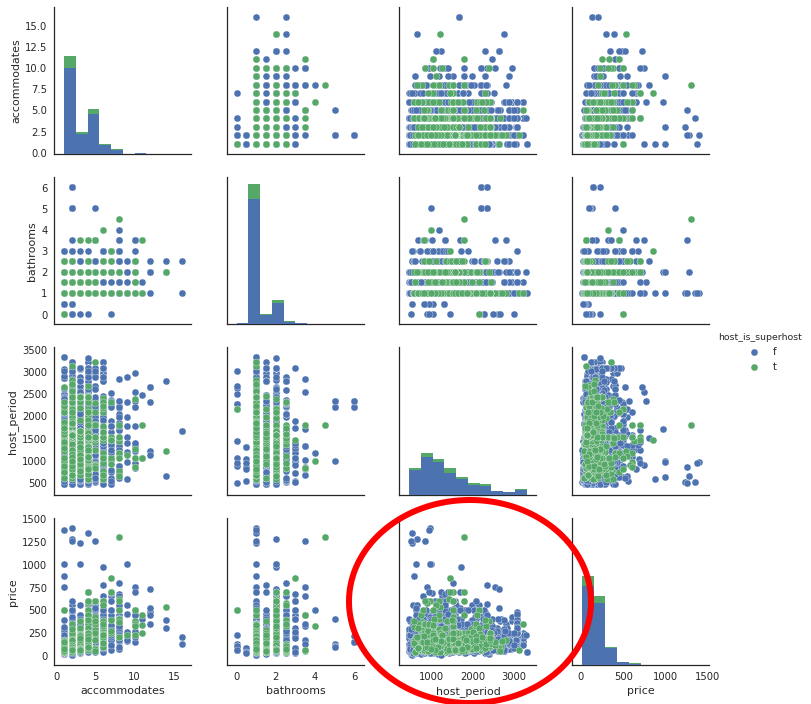 accommodates
15.0
12.5
10.0
7.5
5.0
2.5
0.0
bathrooms
6
5
4
3
2
1
0
host_is_superhost
f
t
host_period
3500
3000
2500
2000
1500
1000
500
price
1500
1250
1000
750
500
250
0
0 5 10 15
accommodates
0 2 4 6
bathrooms
1000 2000 3000
host_period
0 500 1000 1500
price